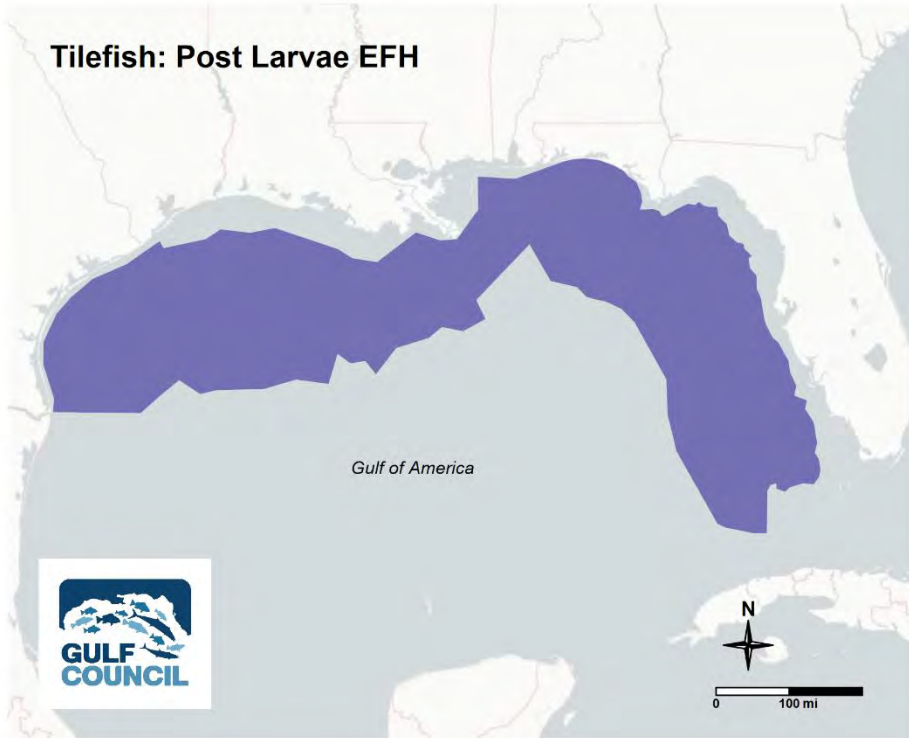 Tilefish: Post Larvae EFH
Gulf of America
GULF
COUNCIL
N
0 100 mi